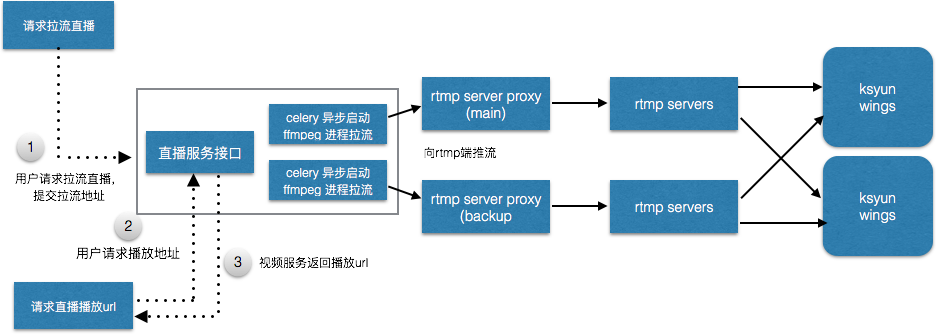 请求拉流直播
1
用户请求拉流直播,
提交拉流地址
直播服务接口
celery 异步启动
ffmpeg 进程拉流
celery 异步启动
ffmpeg 进程拉流
rtmp server proxy
(main)
向rtmp端推流
rtmp server proxy
(backup
rtmp servers
rtmp servers
ksyun
wings
ksyun
wings
2
用户请求播放地址
3
视频服务返回播放url
请求直播播放url